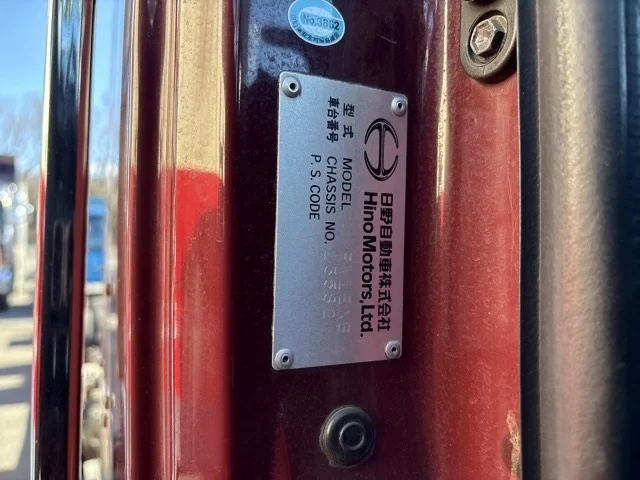 No.3862
日野自動車株式会社
Hino Motors, Ltd.
型式 MODEL
車台番号 CHASSIS NO.
P. S. CODE